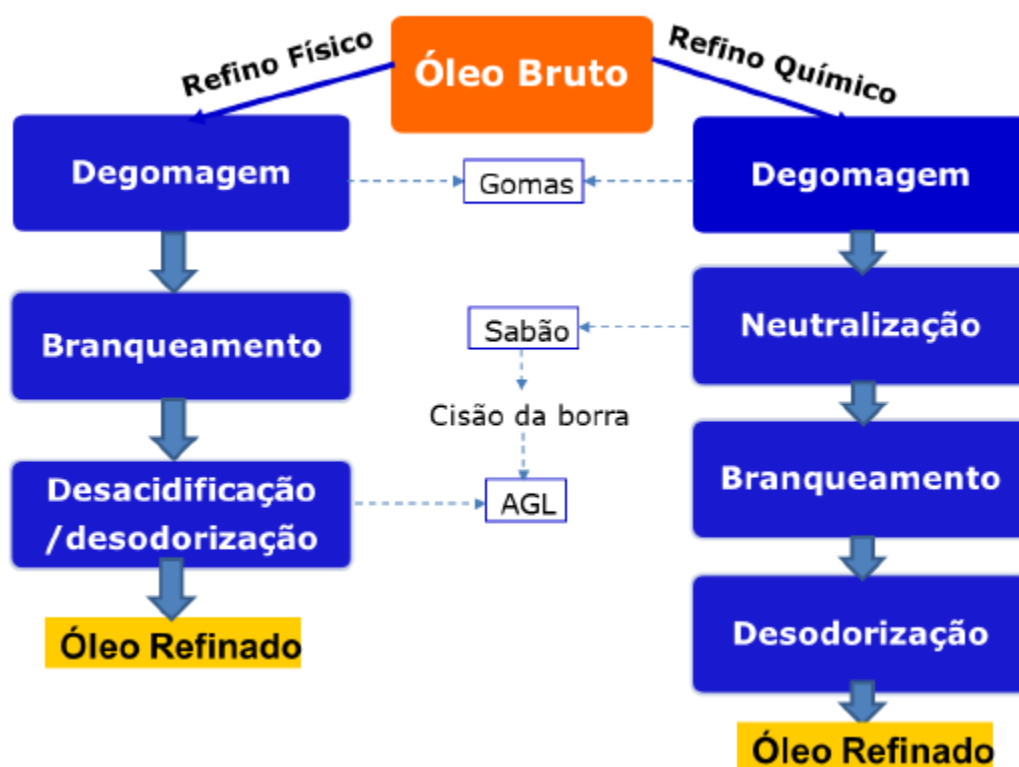 Refino Físico
Óleo Bruto
Refino Químico
Degomagem
Gomas
Degomagem
Branqueamento
Sabão
Neutralização
Cisão da borra
Desacidificação
/desodorização
AGL
Branqueamento
Óleo Refinado
Desodorização
Óleo Refinado